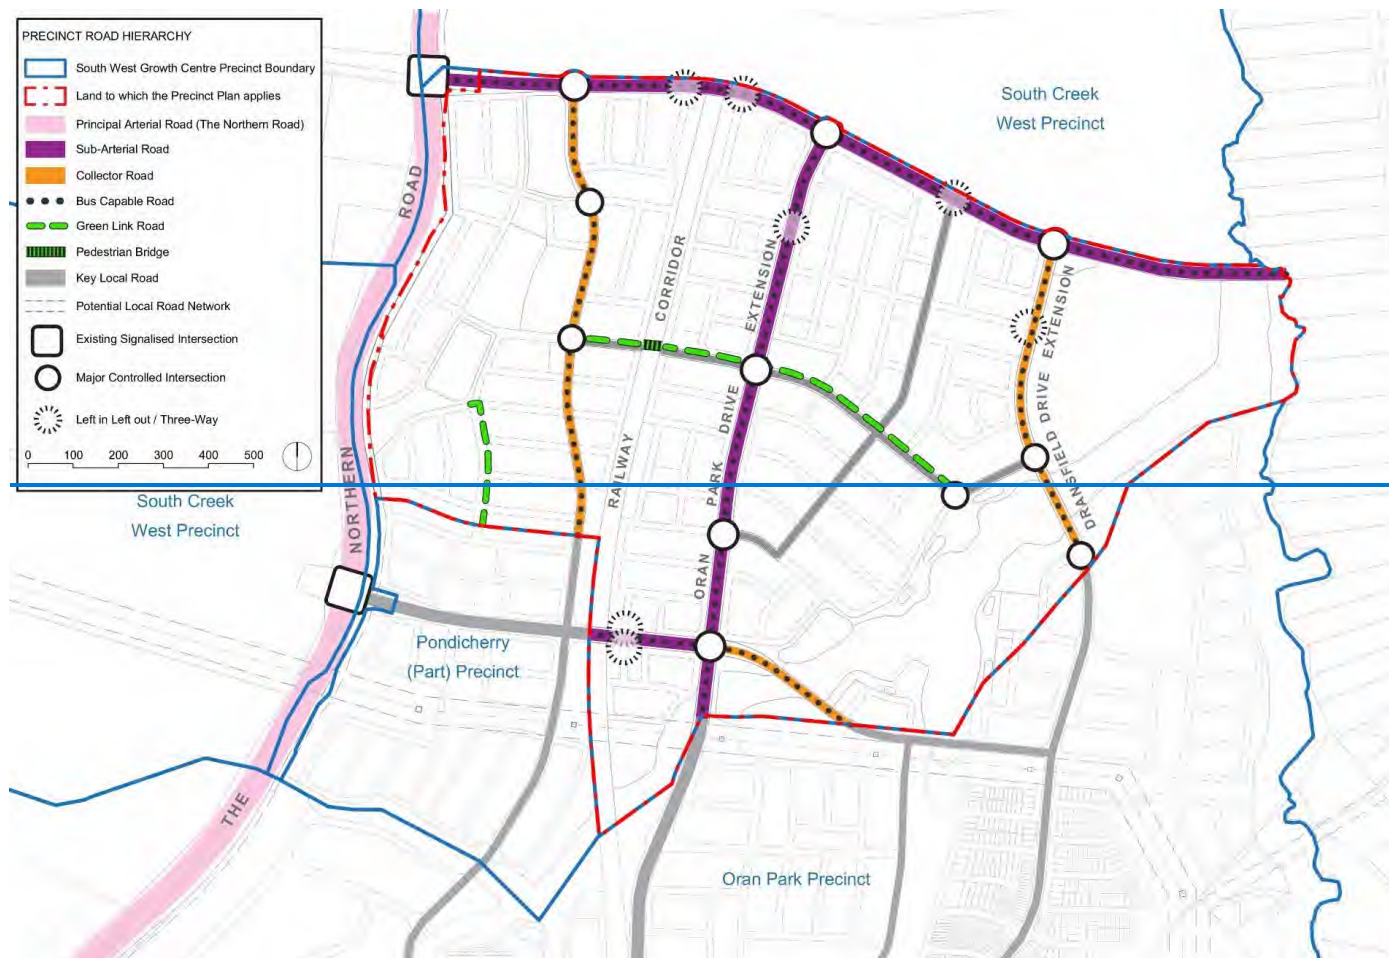 PRECINCT ROAD HIERARCHY
South West Growth Centre Precinct Boundary
Land to which the Precinct Plan applies
Principal Arterial Road (The Northern Road)
Sub-Arterial Road
Collector Road
Bus Capable Road
Green Link Road
Pedestrian Bridge
Key Local Road
Potential Local Road Network
Existing Signalised Intersection
Major Controlled Intersection
Left in Left out / Three-Way
0 100 200 300 400 500
South Creek
West Precinct
South Creek
West Precinct
THE NORTHERN ROAD
RAILWAY CORRIDOR
ORAN PARK DRIVE EXTENSION
DRANSFIELD DRIVE EXTENSION
Pondicherry
(Part) Precinct
Oran Park Precinct